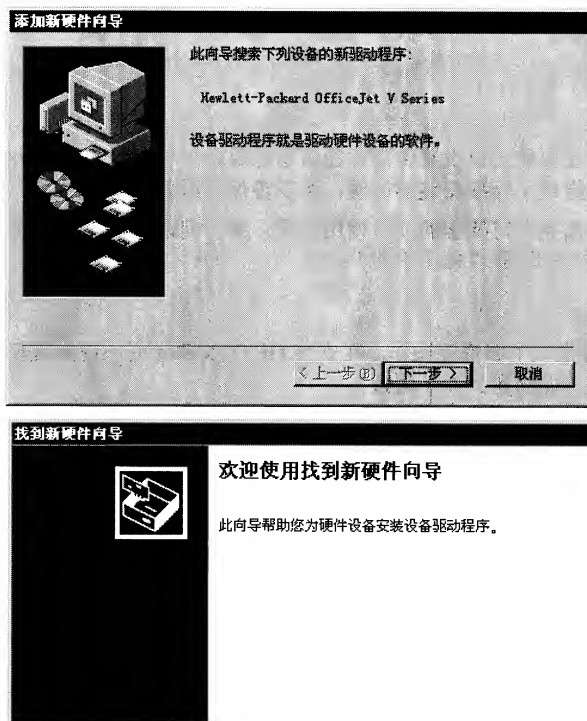 添加新硬件向导
此向导搜索下列设备的新驱动程序:
Hewlett-Packard OfficeJet V Series
设备驱动程序就是驱动硬件设备的软件。
<上一步(B) 下一步> 取消
找到新硬件向导
欢迎使用找到新硬件向导
此向导帮助您为硬件设备安装设备驱动程序。